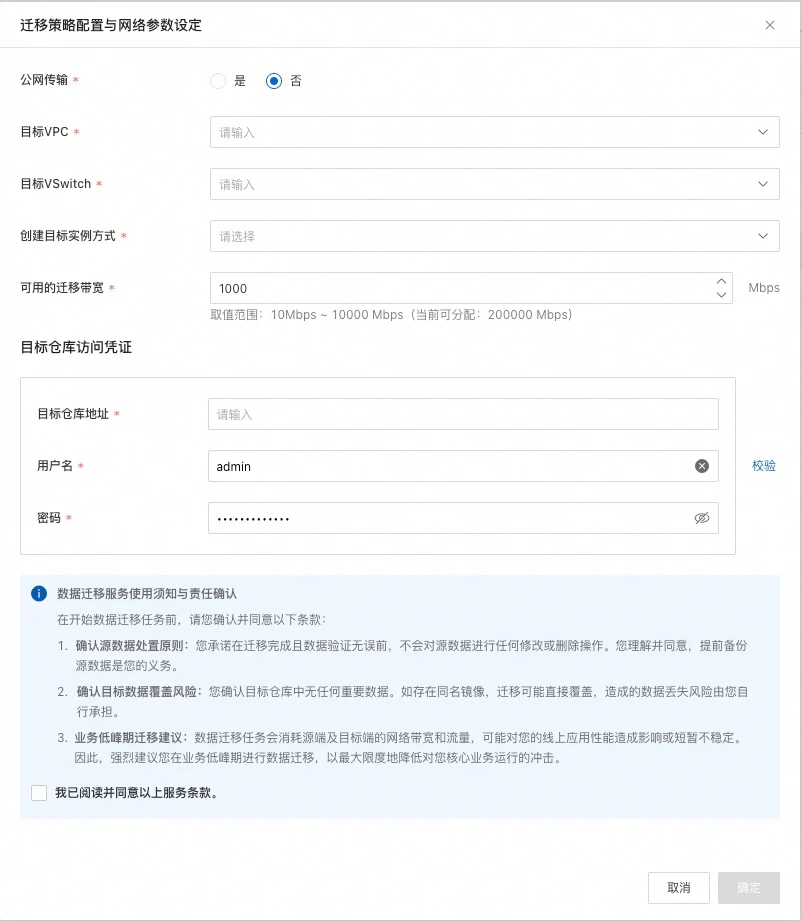 迁移策略配置与网络参数设定
公网传输 *
是
否
目标VPC *
请输入
目标VSwitch *
请输入
创建目标实例方式 *
请选择
可用的迁移带宽 *
1000
Mbps
取值范围：10Mbps ~ 10000 Mbps（当前可分配：200000 Mbps）
目标仓库访问凭证
目标仓库地址 *
请输入
用户名 *
admin
校验
密码 *
•••••••••••••
数据迁移服务使用须知与责任确认
在开始数据迁移任务前，请您确认并同意以下条款：
1. 确认源数据处置原则：您承诺在迁移完成且数据验证无误前，不会对源数据进行任何修改或删除操作。您理解并同意，提前备份
源数据是您的义务。
2. 确认目标数据覆盖风险：您确认目标仓库中无任何重要数据。如存在同名镜像，迁移可能直接覆盖，造成的数据丢失风险由您自
行承担。
3. 业务低峰期迁移建议：数据迁移任务会消耗源端及目标端的网络带宽和流量，可能对您的线上应用性能造成影响或短暂不稳定。
因此，强烈建议您在业务低峰期进行数据迁移，以最大限度地降低对您核心业务运行的冲击。
我已阅读并同意以上服务条款。
取消
确定